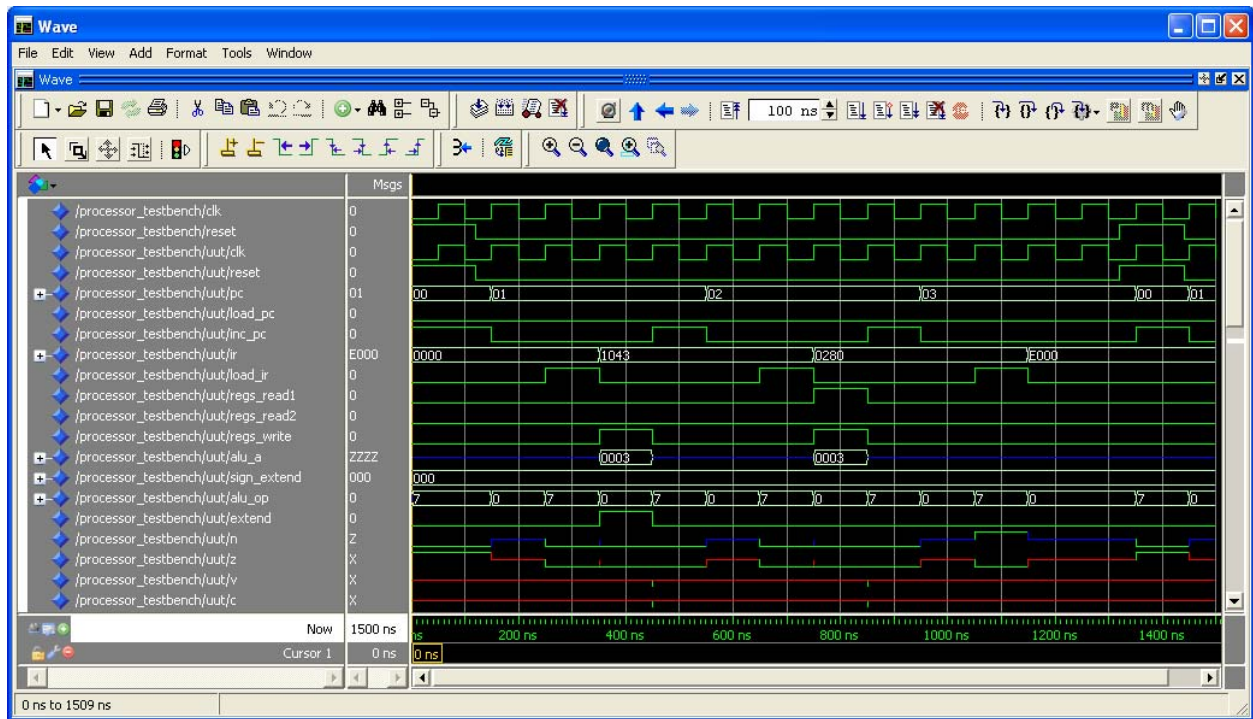 Wave
File Edit View Add Format Tools Window
Wave
100 ns
Msgs
/processor_testbench/clk 0
/processor_testbench/reset 0
/processor_testbench/uut/clk 0
/processor_testbench/uut/reset 0
/processor_testbench/uut/pc 01 00 01 02 03 00 01
/processor_testbench/uut/load_pc 0
/processor_testbench/uut/inc_pc 0
/processor_testbench/uut/ir E000 0000 1043 0280 E000
/processor_testbench/uut/load_ir 0
/processor_testbench/uut/regs_read1 0
/processor_testbench/uut/regs_read2 0
/processor_testbench/uut/regs_write 0
/processor_testbench/uut/alu_a ZZZZ 0003 0003
/processor_testbench/uut/sign_extend 000 000
/processor_testbench/uut/alu_op 0 7 0 7 0 7 0 7 0 7 0 7 0 7 0
/processor_testbench/uut/extend 0
/processor_testbench/uut/n Z
/processor_testbench/uut/z X
/processor_testbench/uut/v X
/processor_testbench/uut/c X
Now 1500 ns ns 200 ns 400 ns 600 ns 800 ns 1000 ns 1200 ns 1400 ns
Cursor 1 0 ns 0 ns
0 ns to 1509 ns